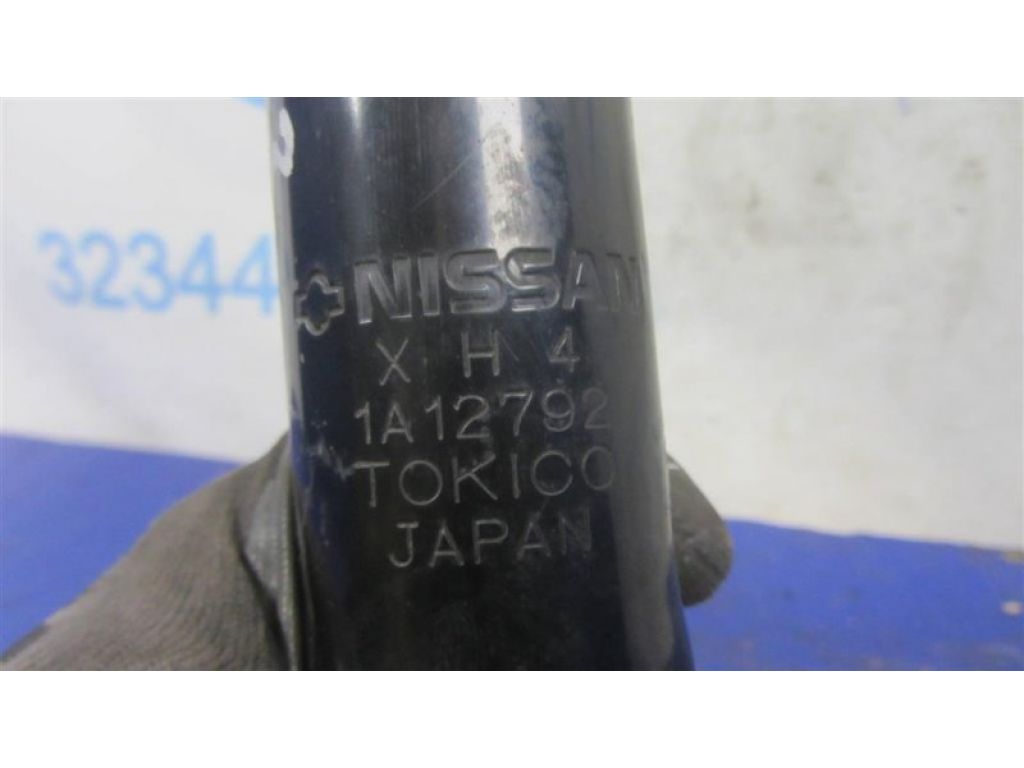 32344
NISSAN
X H 4
1A12792
TOKICO
JAPAN